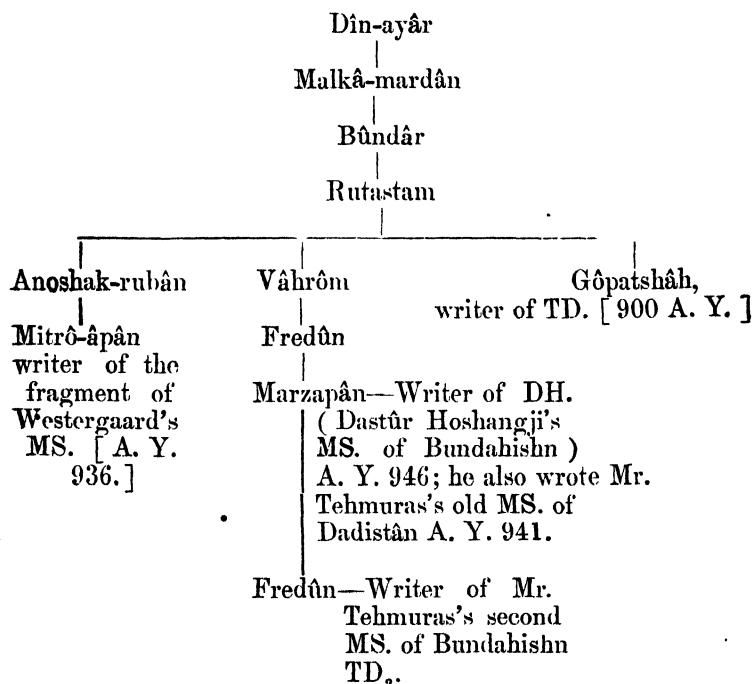 Dîn-ayâr
Malkâ-mardân
Bûndâr
Rutastam
Anoshak-rubân
Mitrô-âpân
writer of the
fragment of
Westergaard's
MS. [ A. Y.
936.]
Vâhrôm
Fredûn
Marzapân—Writer of DH.
( Dastûr Hoshangji's
MS. of Bundahishn )
A. Y. 946; he also wrote Mr.
Tehmuras's old MS. of
Dadistân A. Y. 941.
Fredûn—Writer of Mr.
Tehmuras's second
MS. of Bundahishn
TD₂.
Gôpatshâh,
writer of TD. [ 900 A. Y. ]